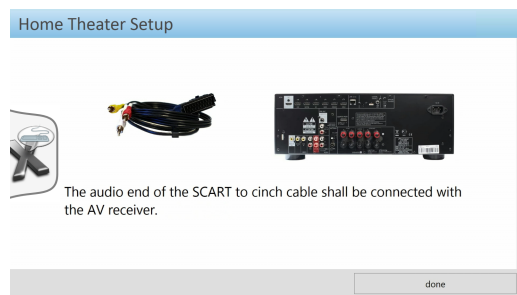 Home Theater Setup
The audio end of the SCART to cinch cable shall be connected with
the AV receiver.
done